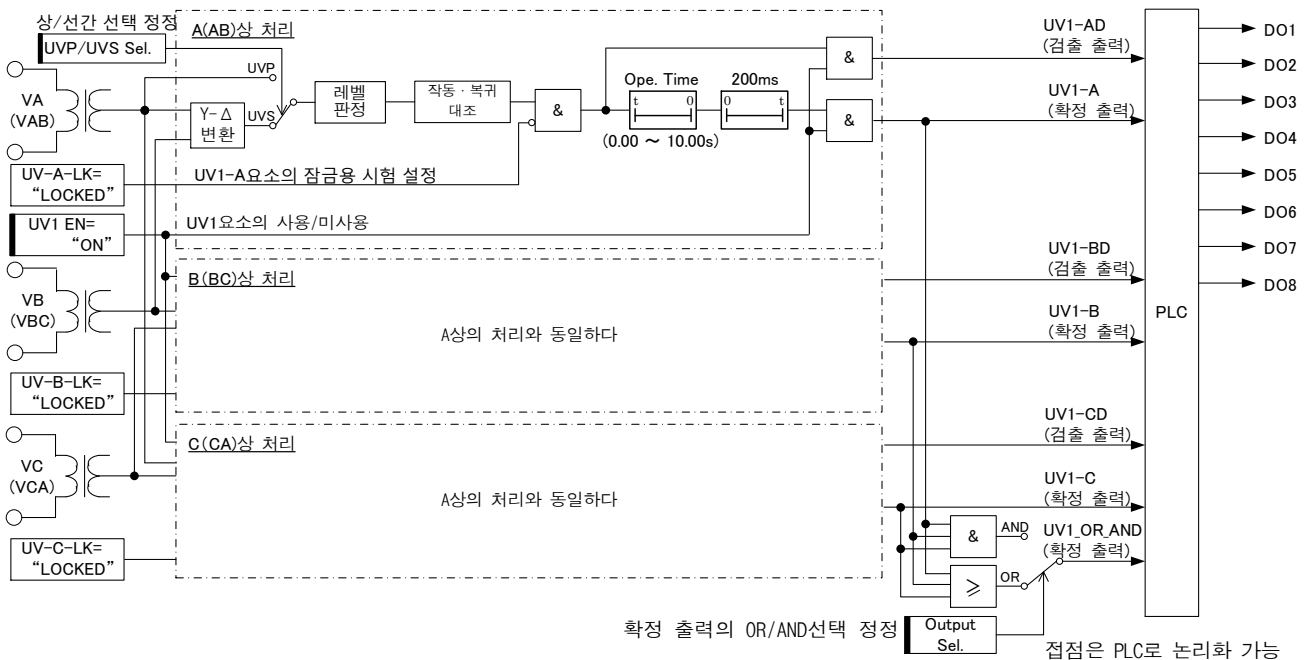 상/선간 선택 정정
UVP/UVS Sel.
A(AB)상 처리
UVP
UVS
VA
(VAB)
Y-Δ
변환
레벨
판정
작동・복귀
대조
&
Ope. Time
t
0
(0.00 ～ 10.00s)
200ms
0
t
&
&
UV-A-LK=
“LOCKED”
UV1-A요소의 잠금용 시험 설정
UV1 EN=
“ON”
UV1요소의 사용/미사용
VB
(VBC)
B(BC)상 처리
A상의 처리와 동일하다
UV-B-LK=
“LOCKED”
VC
(VCA)
C(CA)상 처리
A상의 처리와 동일하다
UV-C-LK=
“LOCKED”
UV1-AD
(검출 출력)
UV1-A
(확정 출력)
UV1-BD
(검출 출력)
UV1-B
(확정 출력)
UV1-CD
(검출 출력)
UV1-C
(확정 출력)
&
AND
UV1_OR_AND
(확정 출력)
≥
OR
확정 출력의 OR/AND선택 정정
Output
Sel.
PLC
DO1
DO2
DO3
DO4
DO5
DO6
DO7
DO8
접점은 PLC로 논리화 가능